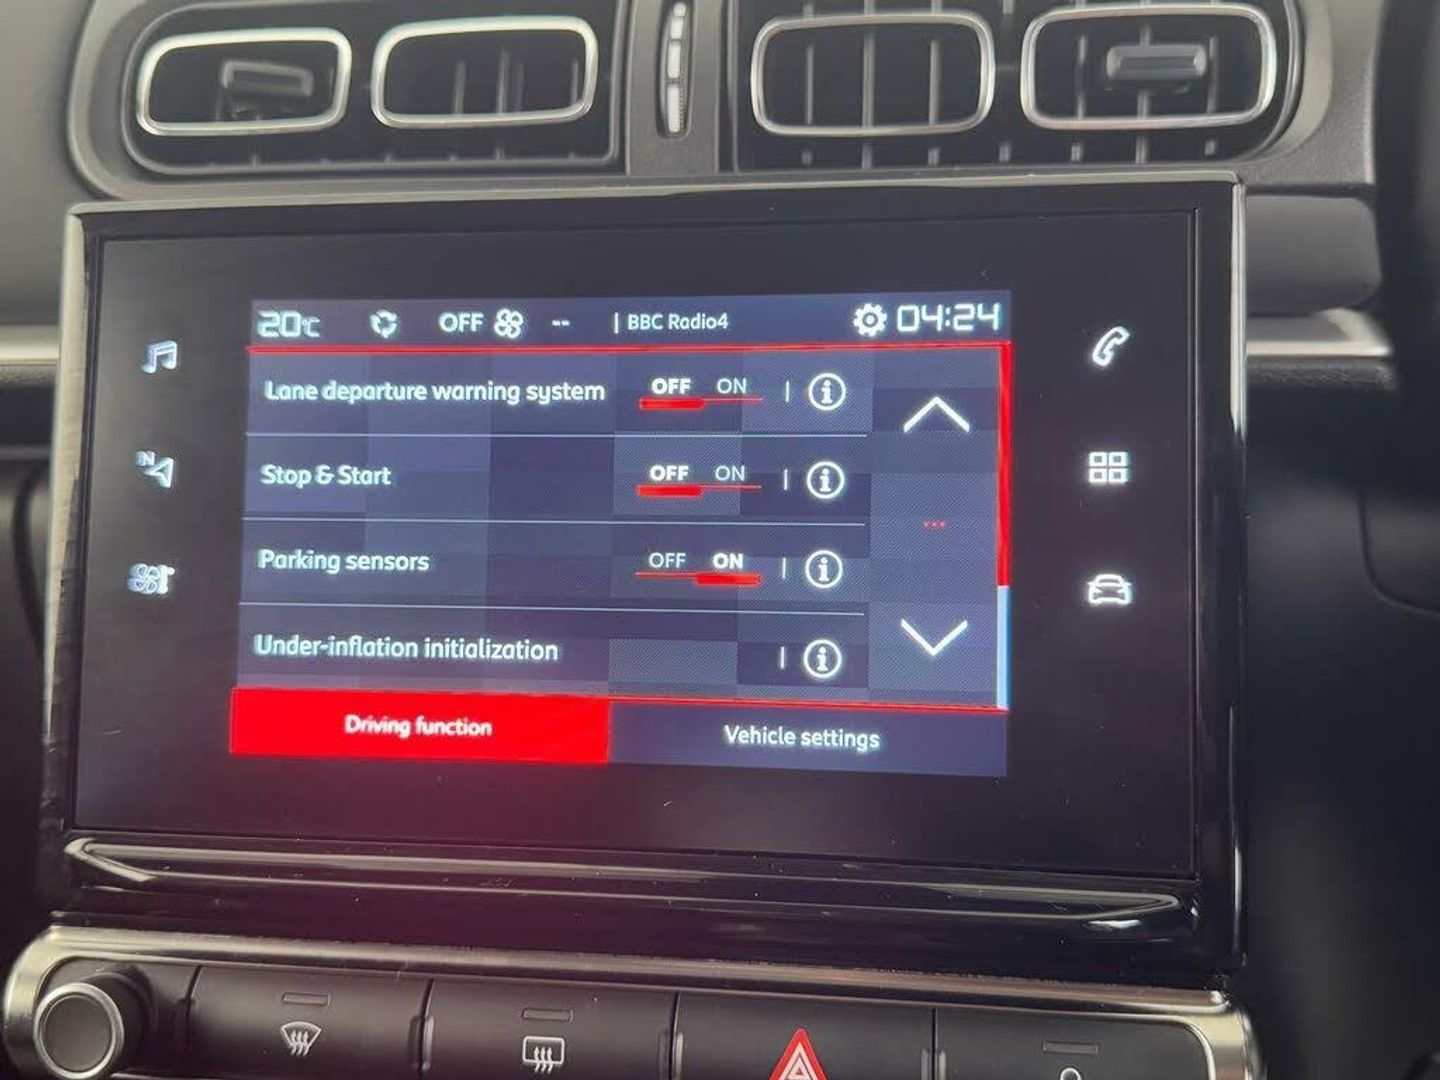 20°C OFF -- | BBC Radio4 04:24
Lane departure warning system OFF ON | i
Stop & Start OFF ON | i
Parking sensors OFF ON | i
Under-inflation initialization | i
Driving function Vehicle settings
N